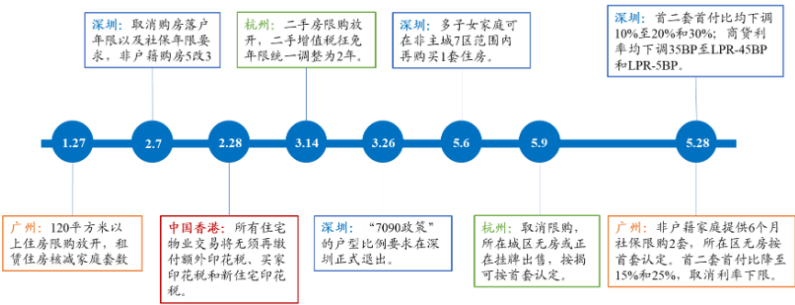 深圳：取消购房落户
年限以及社保年限要
求，非户籍购房5改3
杭州：二手房限购放
开，二手增值税征免
年限统一调整为2年。
深圳：多子女家庭可
在非主城7区范围内
再购买1套住房。
深圳：首二套首付比均下调
10%至20%和30%；商贷利
率均下调35BP至LPR-45BP
和LPR-5BP。
1.27
2.7
2.28
3.14
3.26
5.6
5.9
5.28
广州：120平方米以
上住房限购放开，租
赁住房核减家庭套数
中国香港：所有住宅
物业交易将无须再缴
付额外印花税、买家
印花税和新住宅印花
税。
深圳：“7090政策”
的户型比例要求在深
圳正式退出。
杭州：取消限购，
所在城区无房或正
在挂牌出售，按揭
可按首套认定。
广州：非户籍家庭提供6个月
社保限购2套，所在区无房按
首套认定。首二套首付比降至
15%和25%，取消利率下限。